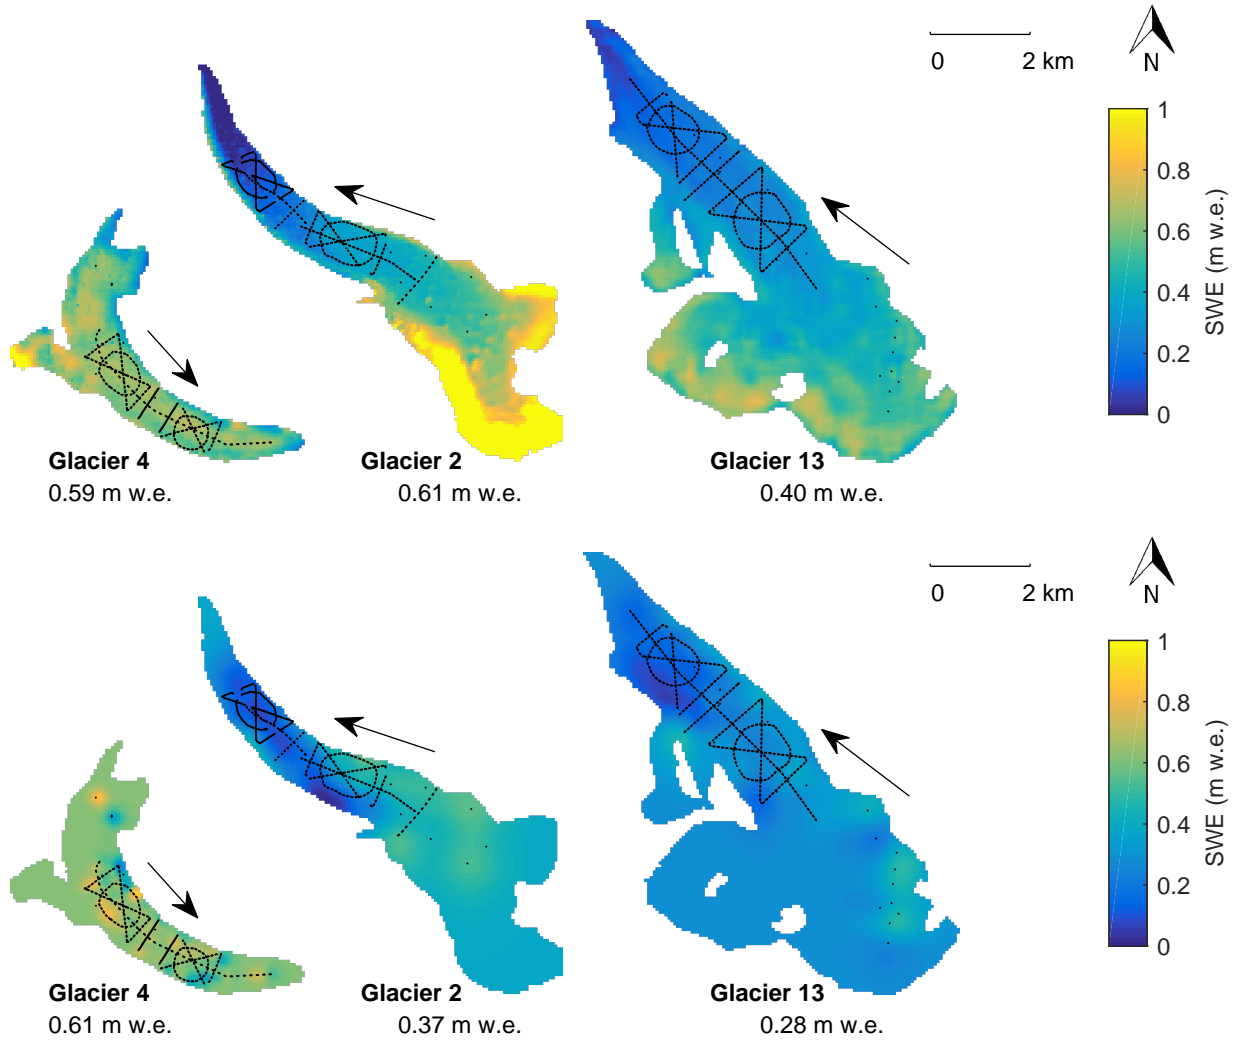 0 2 km
N
1
0.8
0.6
0.4
0.2
0
SWE (m w.e.)
Glacier 4
0.59 m w.e.
Glacier 2
0.61 m w.e.
Glacier 13
0.40 m w.e.
0 2 km
N
1
0.8
0.6
0.4
0.2
0
SWE (m w.e.)
Glacier 4
0.61 m w.e.
Glacier 2
0.37 m w.e.
Glacier 13
0.28 m w.e.